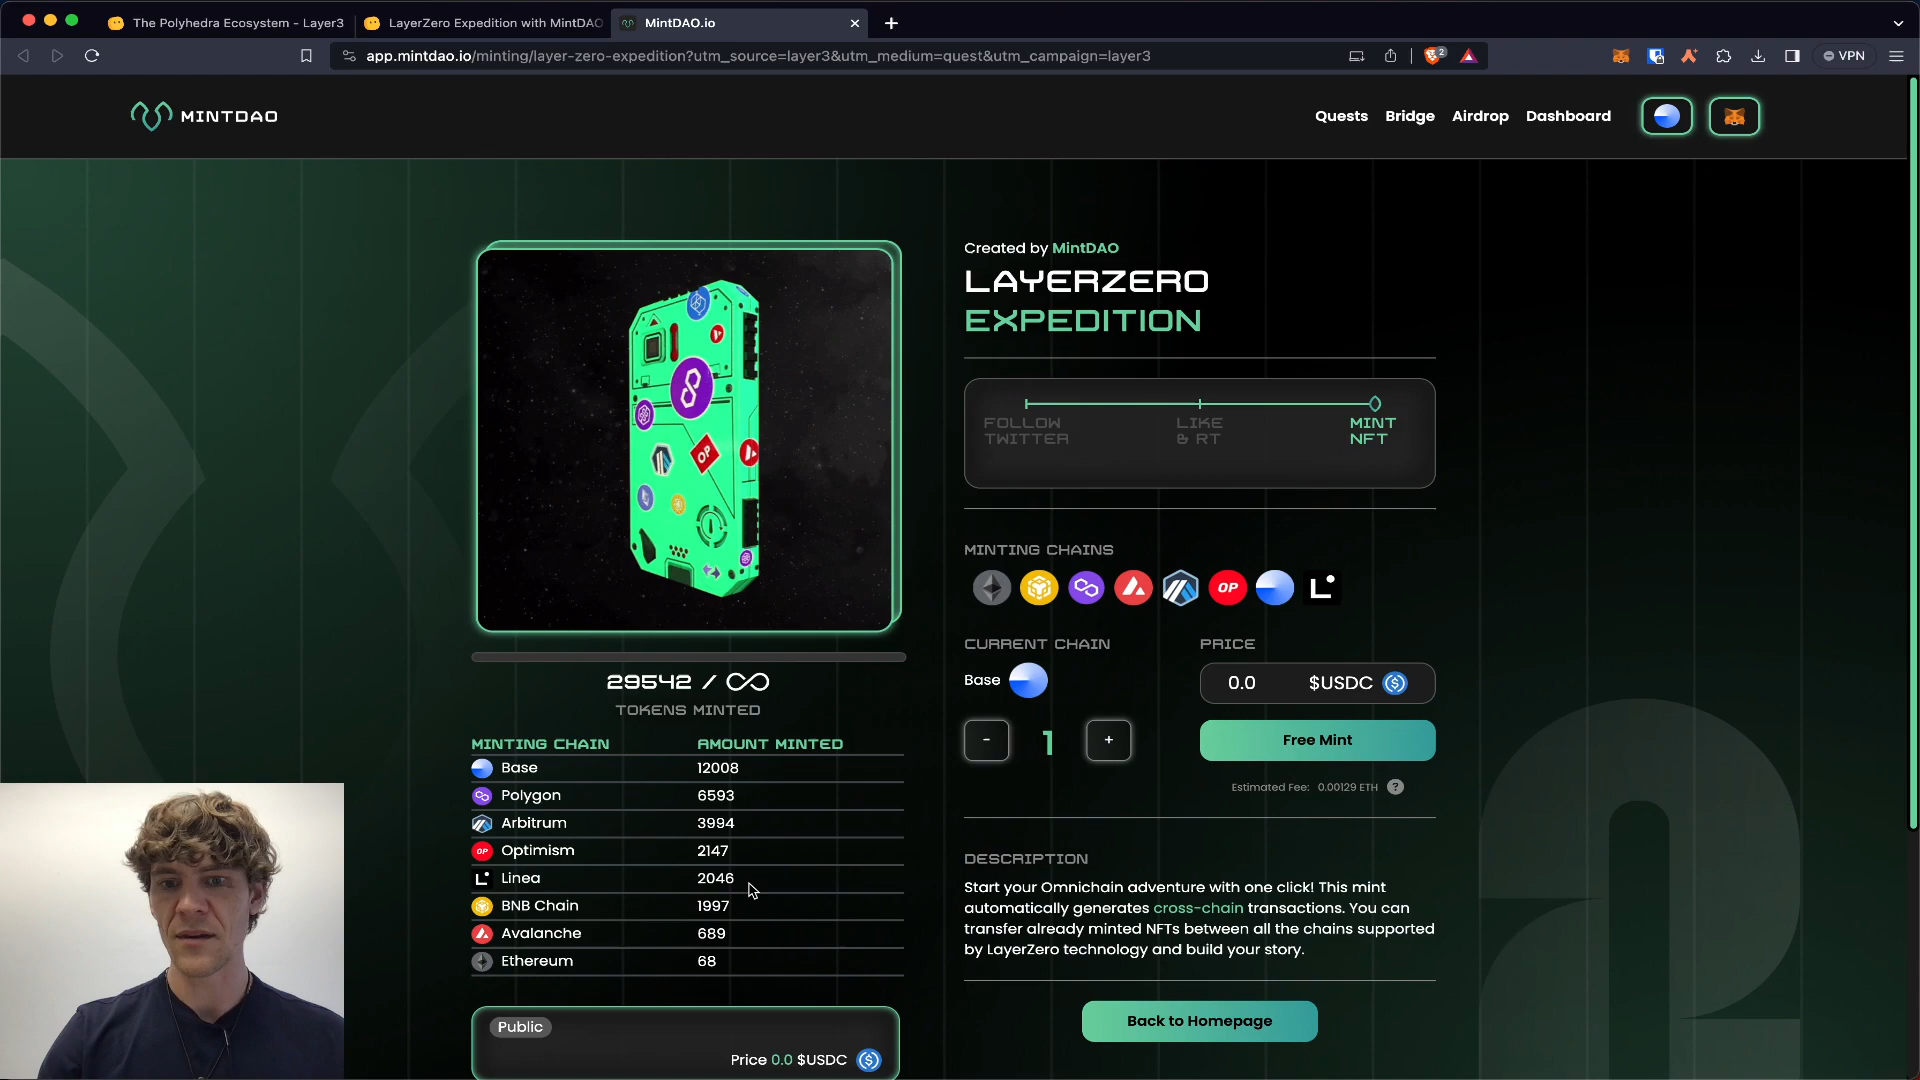 The Polyhedra Ecosystem - Layer3
LayerZero Expedition with MintDAO
MintDAO.io
app.mintdao.io/minting/layer-zero-expedition?utm_source=layer3&utm_medium=quest&utm_campaign=layer3
2
VPN
MINTDAO
Quests
Bridge
Airdrop
Dashboard
Created by MintDAO
LAYERZERO
EXPEDITION
FOLLOW
TWITTER
LIKE
& RT
MINT
NFT
OP
MINTING CHAINS
OP
CURRENT CHAIN
Base
PRICE
0.0 $USDC
- 1 +
Free Mint
Estimated Fee: 0.00129 ETH ?
29542 / ∞
TOKENS MINTED
MINTING CHAIN AMOUNT MINTED
Base 12008
Polygon 6593
Arbitrum 3994
OP Optimism 2147
Linea 2046
BNB Chain 1997
Avalanche 689
Ethereum 68
Public
Price 0.0 $USDC
DESCRIPTION
Start your Omnichain adventure with one click! This mint
automatically generates cross-chain transactions. You can
transfer already minted NFTs between all the chains supported
by LayerZero technology and build your story.
Back to Homepage